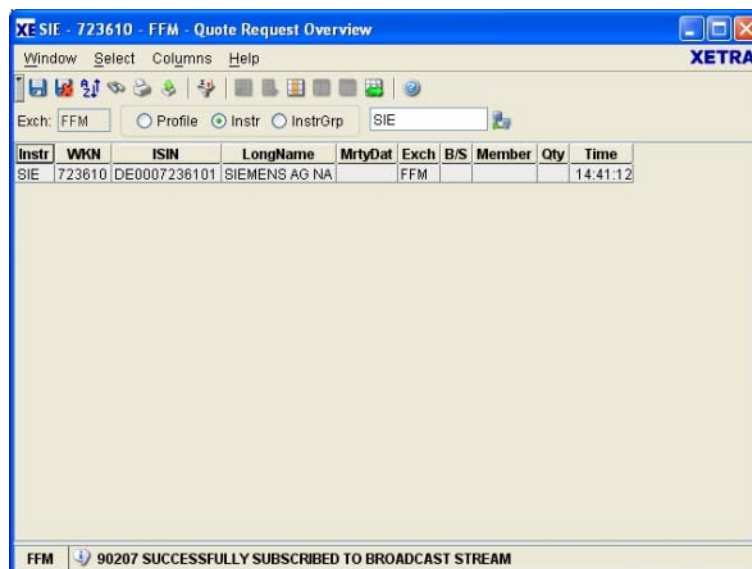 XE SIE - 723610 - FFM - Quote Request Overview
Window Select Columns Help XETRA
Exch: FFM Profile Instr InstrGrp SIE
Instr WKN ISIN LongName MrtyDat Exch B/S Member Qty Time
SIE 723610 DE0007236101 SIEMENS AG NA FFM 14:41:12
FFM 90207 SUCCESSFULLY SUBSCRIBED TO BROADCAST STREAM